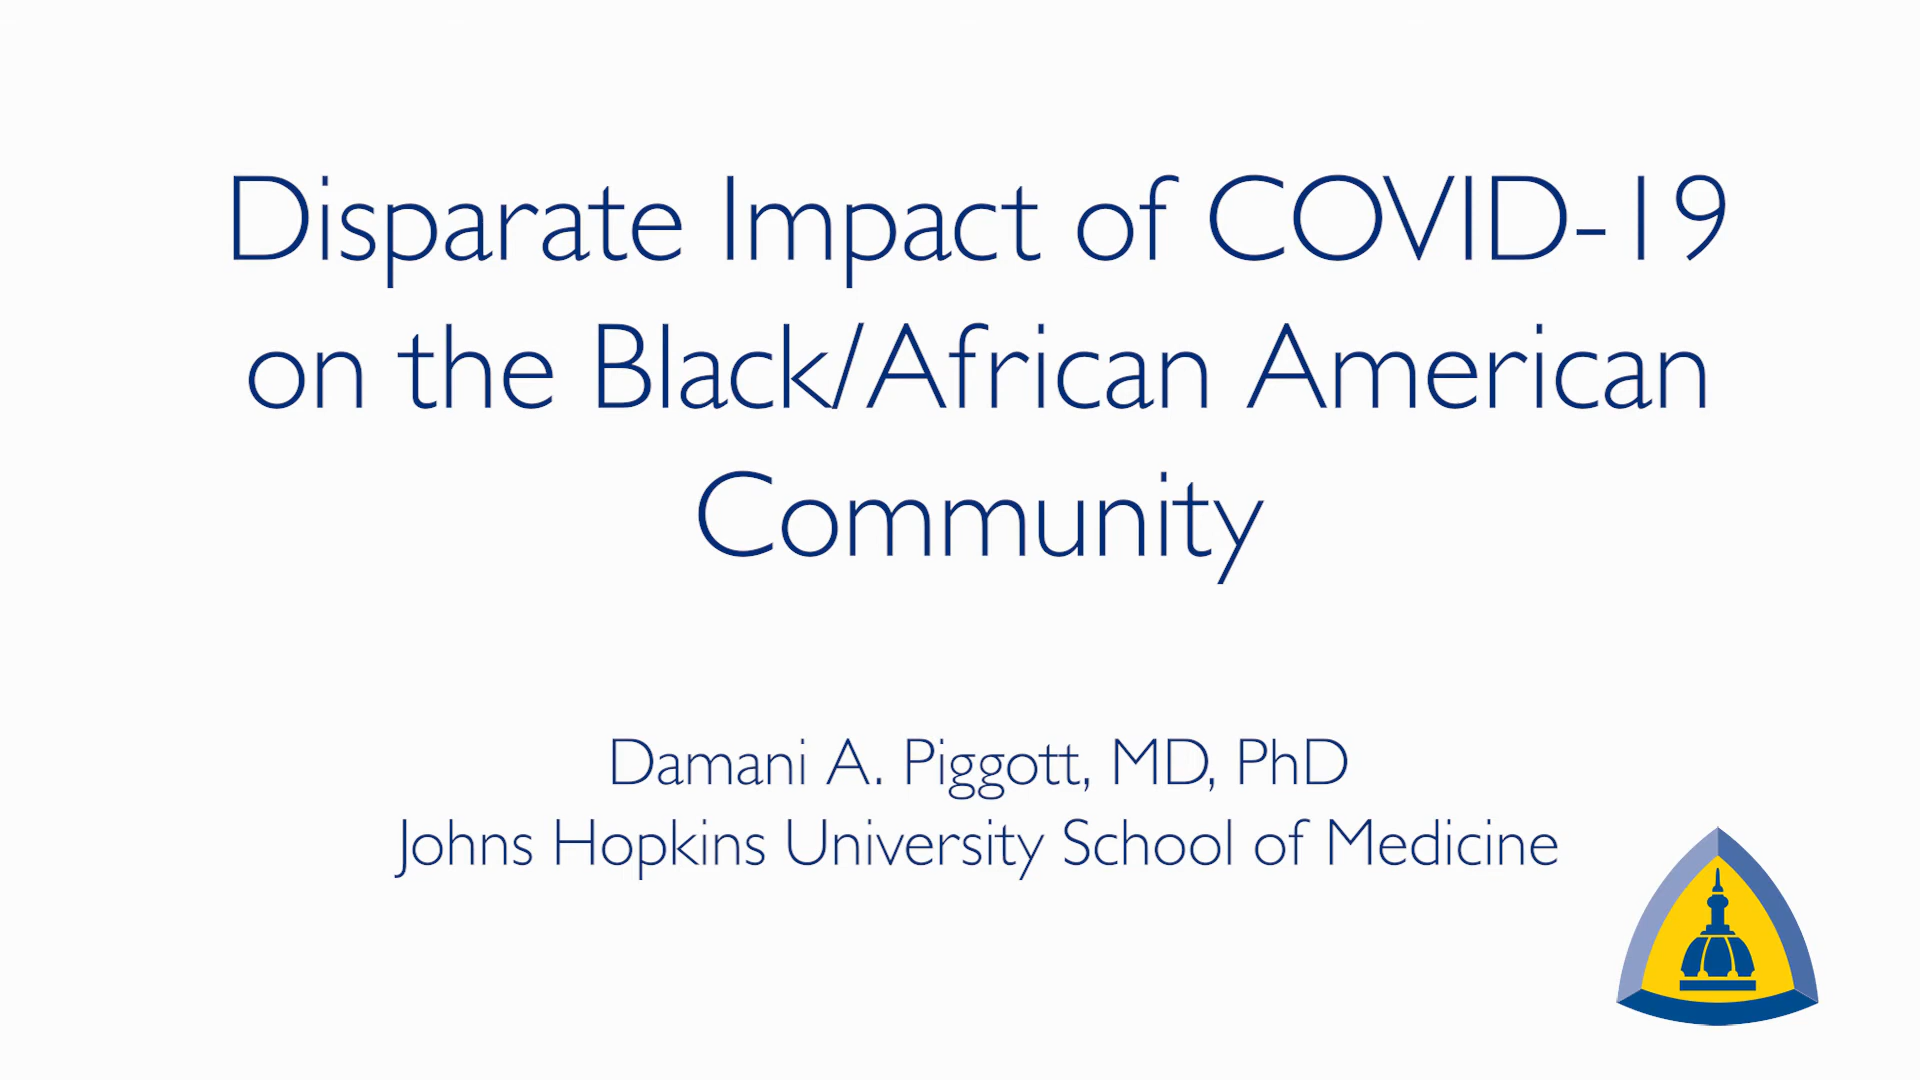 Disparate Impact of COVID-19
on the Black/African American
Community
Damani A. Piggott, MD, PhD
Johns Hopkins University School of Medicine